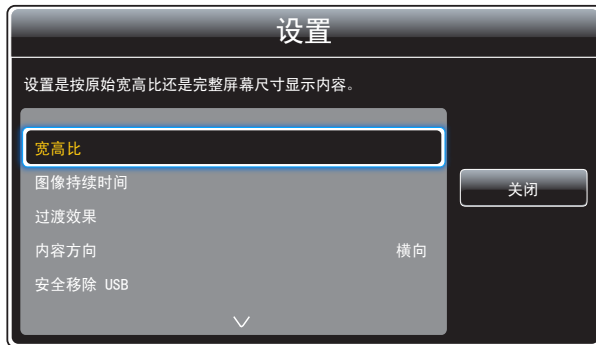 设置
设置是按原始宽高比还是完整屏幕尺寸显示内容。
宽高比
图像持续时间
过渡效果
内容方向 横向
安全移除 USB
关闭